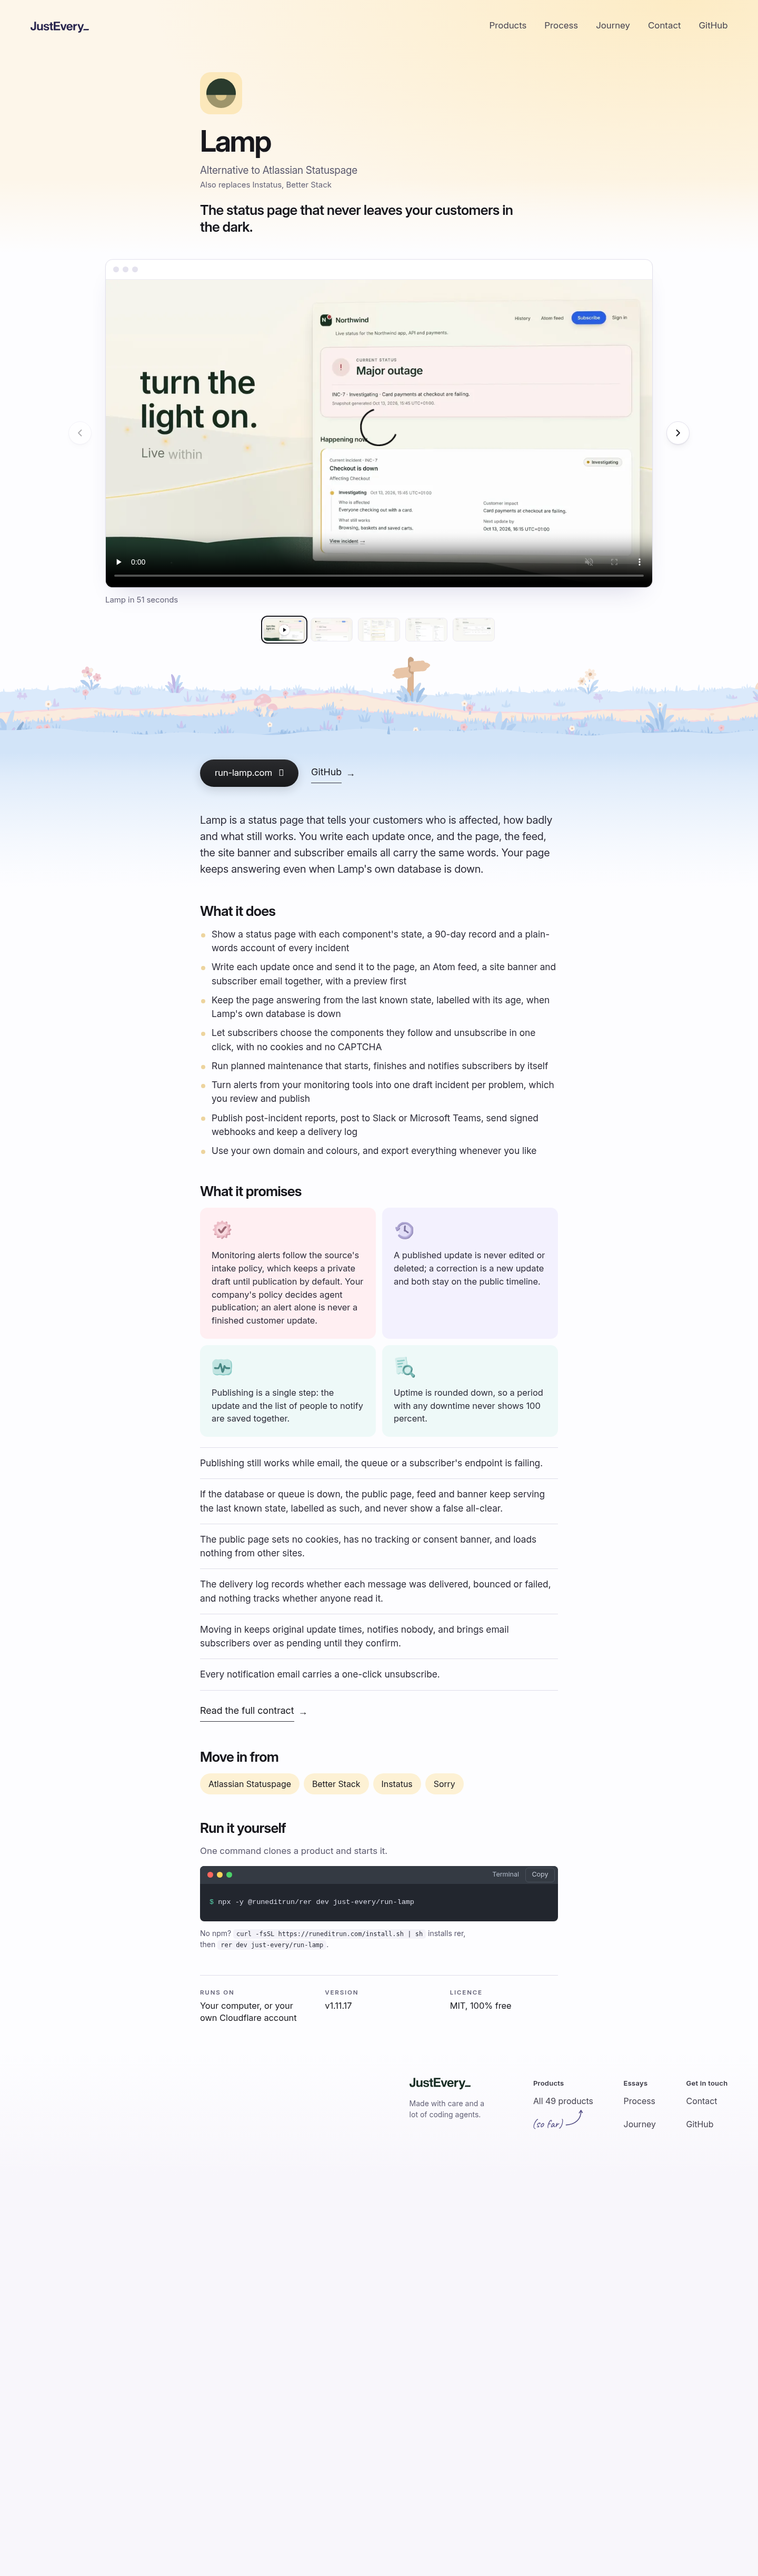 JustEvery_
Products
Process
Journey
Contact
GitHub
Lamp
Alternative to Atlassian Statuspage
Also replaces Instatus, Better Stack
The status page that never leaves your customers in
the dark.
turn the
light on.
Live within
Northwind
History
Atom feed
Subscribe
Sign in
Live status for the Northwind app, API and payments.
CURRENT STATUS
Major outage
INC-7 · Investigating · Card payments at checkout are failing.
Snapshot generated Oct 13, 2026, 15:45 UTC+01:00
Happening now
Current incident · INC-7
Checkout is down
Affecting Checkout
Investigating
Investigating Oct 13, 2026, 15:45 UTC+01:00
Who is affected
Everyone checking out with a card.
What still works
Browsing, baskets and saved carts.
Customer impact
Card payments at checkout are failing.
Next update by
Oct 13, 2026, 16:15 UTC+01:00
View incident →
0:00
Lamp in 51 seconds
run-lamp.com
GitHub →
Lamp is a status page that tells your customers who is affected, how badly
and what still works. You write each update once, and the page, the feed,
the site banner and subscriber emails all carry the same words. Your page
keeps answering even when Lamp's own database is down.
What it does
Show a status page with each component's state, a 90-day record and a plain-
words account of every incident
Write each update once and send it to the page, an Atom feed, a site banner and
subscriber email together, with a preview first
Keep the page answering from the last known state, labelled with its age, when
Lamp's own database is down
Let subscribers choose the components they follow and unsubscribe in one
click, with no cookies and no CAPTCHA
Run planned maintenance that starts, finishes and notifies subscribers by itself
Turn alerts from your monitoring tools into one draft incident per problem, which
you review and publish
Publish post-incident reports, post to Slack or Microsoft Teams, send signed
webhooks and keep a delivery log
Use your own domain and colours, and export everything whenever you like
What it promises
Monitoring alerts follow the source's
intake policy, which keeps a private
draft until publication by default. Your
company's policy decides agent
publication; an alert alone is never a
finished customer update.
A published update is never edited or
deleted; a correction is a new update
and both stay on the public timeline.
Publishing is a single step: the
update and the list of people to notify
are saved together.
Uptime is rounded down, so a period
with any downtime never shows 100
percent.
Publishing still works while email, the queue or a subscriber's endpoint is failing.
If the database or queue is down, the public page, feed and banner keep serving
the last known state, labelled as such, and never show a false all-clear.
The public page sets no cookies, has no tracking or consent banner, and loads
nothing from other sites.
The delivery log records whether each message was delivered, bounced or failed,
and nothing tracks whether anyone read it.
Moving in keeps original update times, notifies nobody, and brings email
subscribers over as pending until they confirm.
Every notification email carries a one-click unsubscribe.
Read the full contract →
Move in from
Atlassian Statuspage
Better Stack
Instatus
Sorry
Run it yourself
One command clones a product and starts it.
Terminal
Copy
$ npx -y @runeditrun/rer dev just-every/run-lamp
No npm? curl -fsSL https://runeditrun.com/install.sh | sh installs rer,
then rer dev just-every/run-lamp.
RUNS ON
Your computer, or your
own Cloudflare account
VERSION
v1.11.17
LICENCE
MIT, 100% free
JustEvery_
Made with care and a
lot of coding agents.
Products
All 49 products
(so far)
Essays
Process
Journey
Get in touch
Contact
GitHub